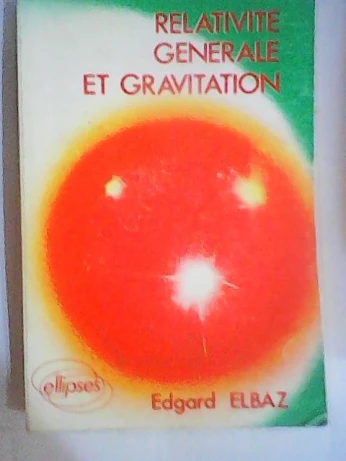 RELATIVITE
GENERALE
ET GRAVITATION
ellipses
Edgard ELBAZ